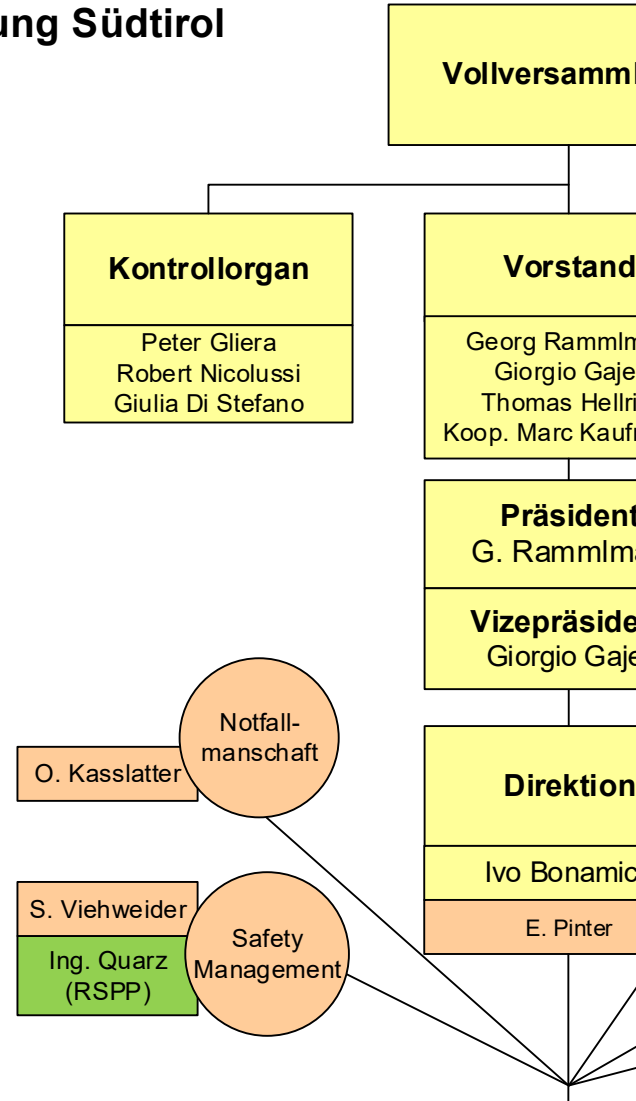 ung Südtirol
Vollversamml
Kontrollorgan
Peter Gliera
Robert Nicolussi
Giulia Di Stefano
Vorstand
Georg Rammlm
Giorgio Gaje
Thomas Hellri
Koop. Marc Kaufm
Präsident
G. Rammlma
Vizepräside
Giorgio Gaje
Notfall-
manschaft
O. Kasslatter
Direktion
Ivo Bonamic
E. Pinter
S. Viehweider
Ing. Quarz
(RSPP)
Safety
Management